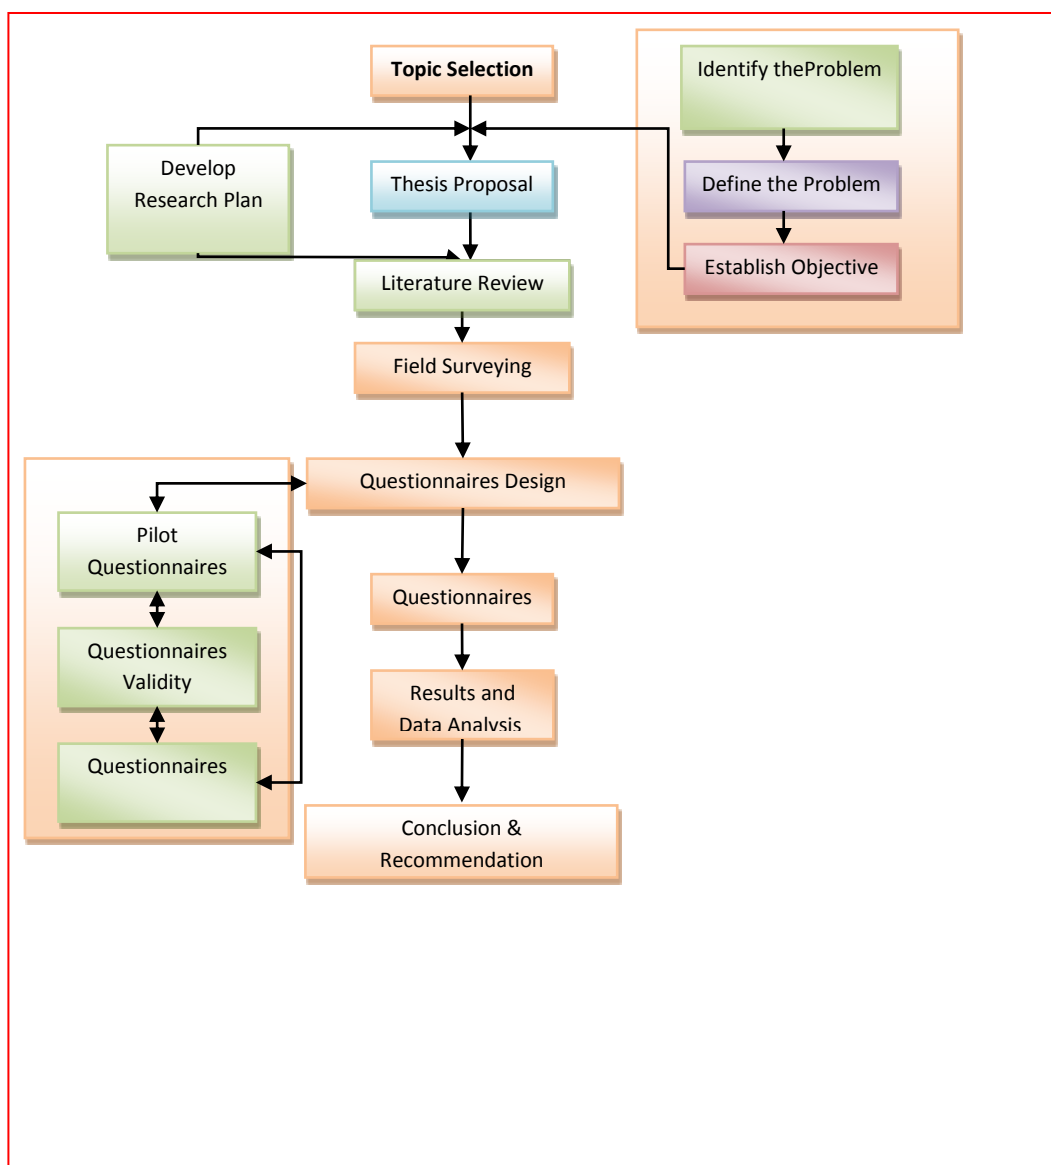 Topic Selection
Identify theProblem
Develop
Research Plan
Thesis Proposal
Define the Problem
Establish Objective
Literature Review
Field Surveying
Questionnaires Design
Pilot
Questionnaires
Questionnaires
Questionnaires
Validity
Results and
Data Analysis
Questionnaires
Conclusion &
Recommendation